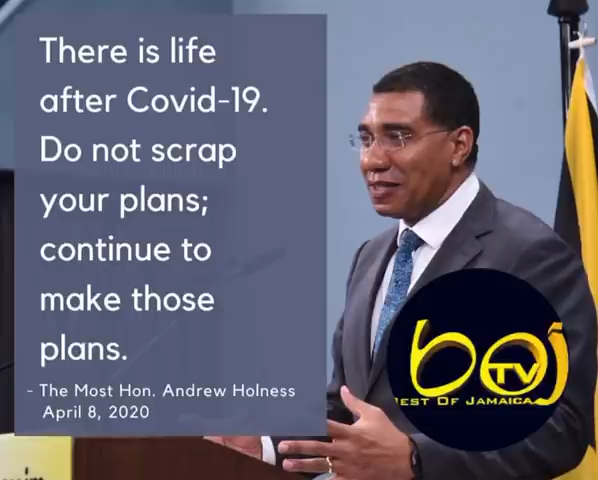 There is life
after Covid-19.
Do not scrap
your plans;
continue to
make those
plans.
- The Most Hon. Andrew Holness
April 8, 2020
boj
TV
BEST OF JAMAICA